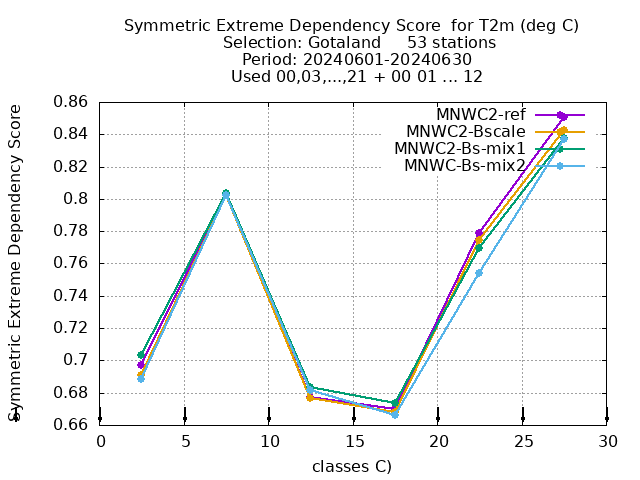 Symmetric Extreme Dependency Score  for T2m (deg C)
Selection: Gotaland     53 stations
Period: 20240601-20240630
Used 00,03,...,21 + 00 01 ... 12
Symmetric Extreme Dependency Score
0.86
0.84
0.82
0.8
0.78
0.76
0.74
0.72
0.7
0.68
0.66
MNWC2-ref
MNWC2-Bscale
MNWC2-Bs-mix1
MNWC-Bs-mix2
0 5 10 15 20 25 30
classes C)